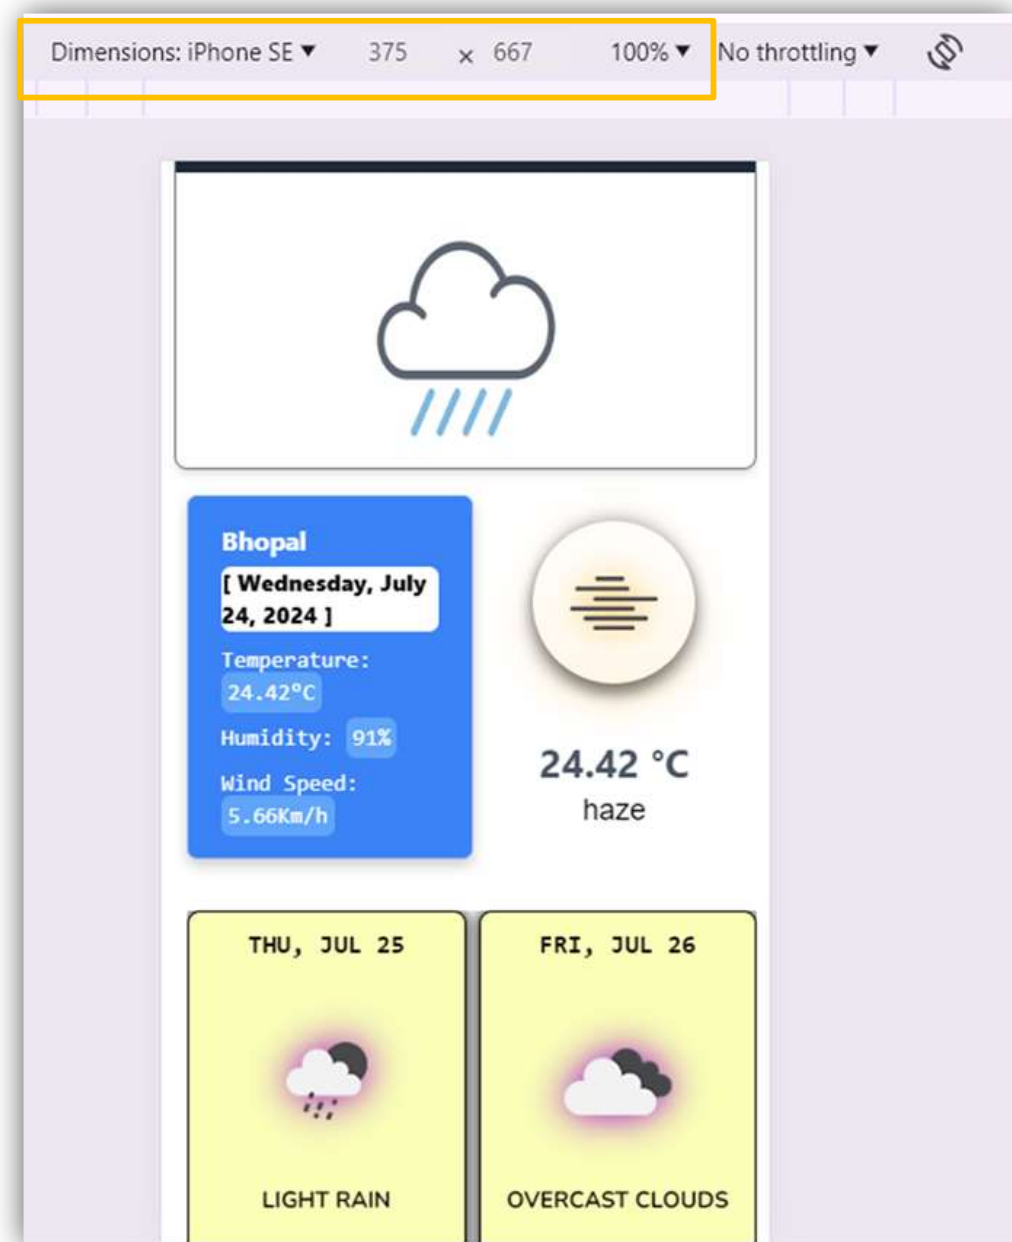 Dimensions: iPhone SE ▼ 375 × 667 100% ▼ No throttling ▼
Bhopal
[ Wednesday, July
24, 2024 ]
Temperature:
24.42°C
Humidity: 91%
Wind Speed:
5.66Km/h
24.42 °C
haze
THU, JUL 25
LIGHT RAIN
FRI, JUL 26
OVERCAST CLOUDS